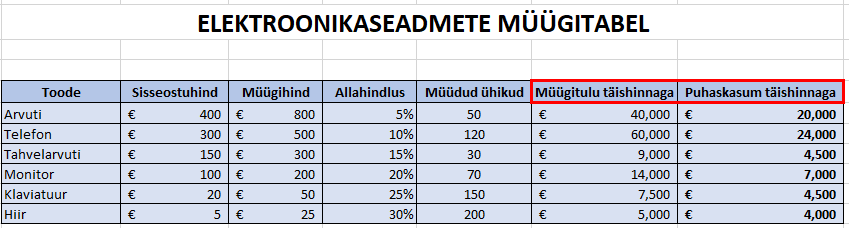 ELEKTROONIKASEADMETE MÜÜGITABEL
Toode Sisseostuhind Müügihind Allahindlus Müüdud ühikud Müügitulu täishinnaga Puhaskasum täishinnaga
Arvuti € 400 € 800 5% 50 € 40,000 € 20,000
Telefon € 300 € 500 10% 120 € 60,000 € 24,000
Tahvelarvuti € 150 € 300 15% 30 € 9,000 € 4,500
Monitor € 100 € 200 20% 70 € 14,000 € 7,000
Klaviatuur € 20 € 50 25% 150 € 7,500 € 4,500
Hiir € 5 € 25 30% 200 € 5,000 € 4,000